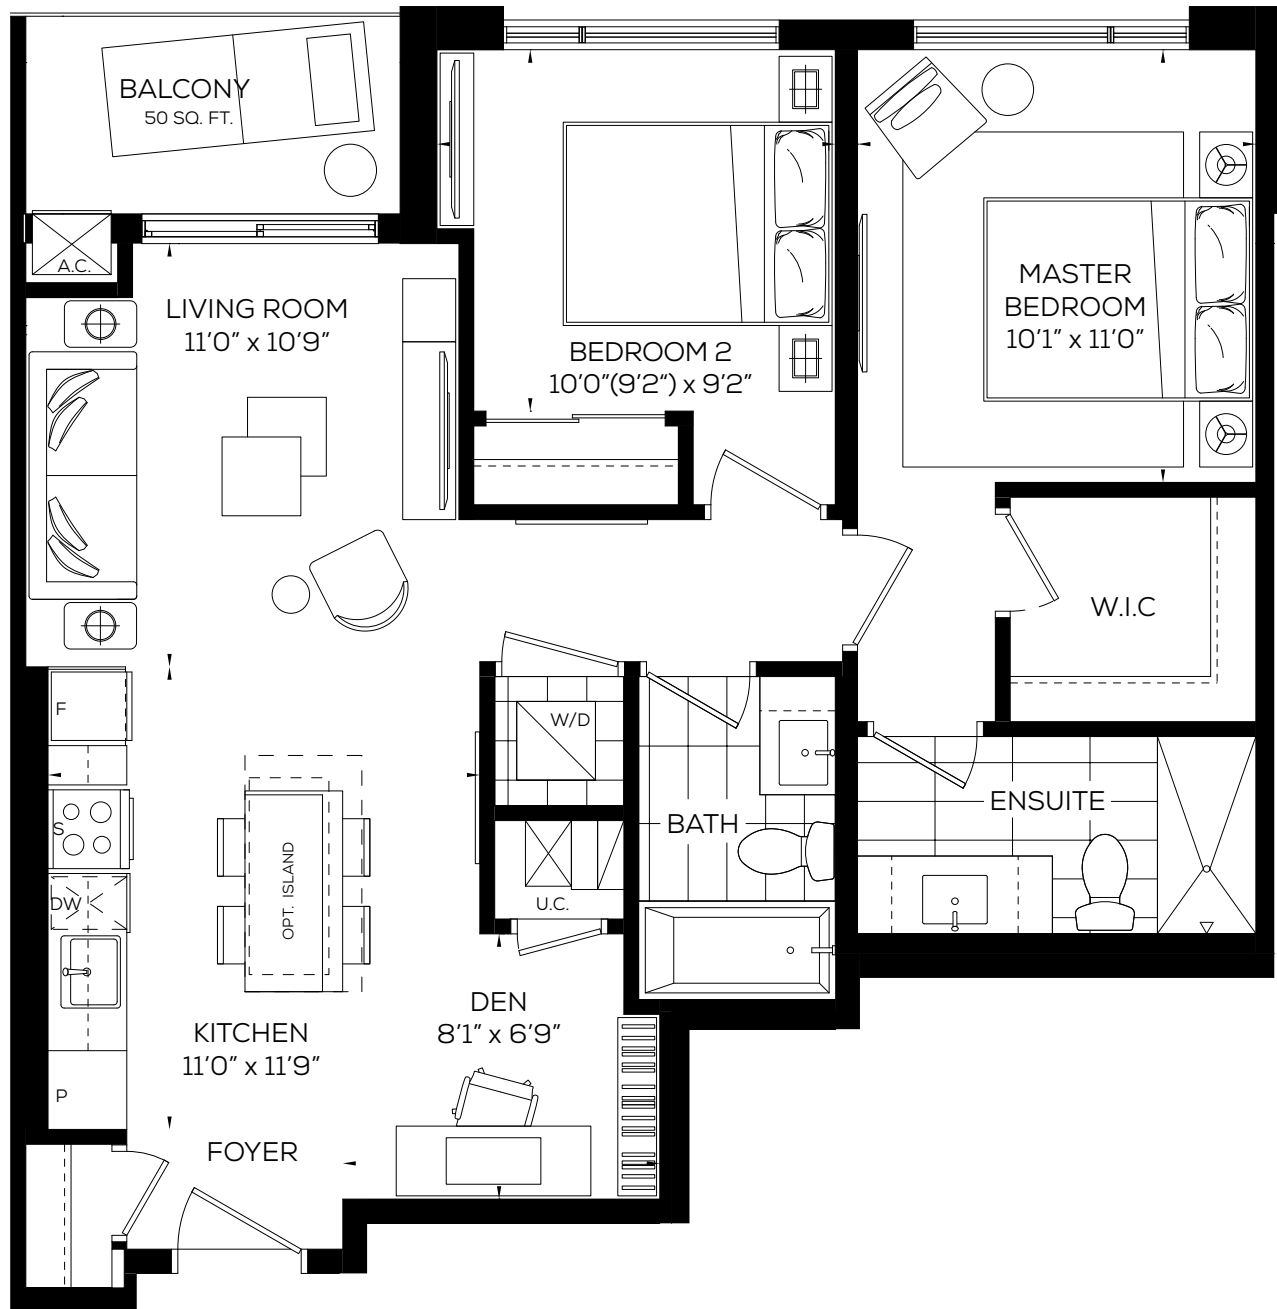 BALCONY
50 SQ. FT.
A.C.
LIVING ROOM
11'0" x 10'9"
BEDROOM 2
10'0"(9'2") x 9'2"
MASTER
BEDROOM
10'1" x 11'0"
W.I.C
F
W/D
S
BATH
ENSUITE
OPT. ISLAND
DW
U.C.
DEN
8'1" x 6'9"
KITCHEN
11'0" x 11'9"
P
FOYER